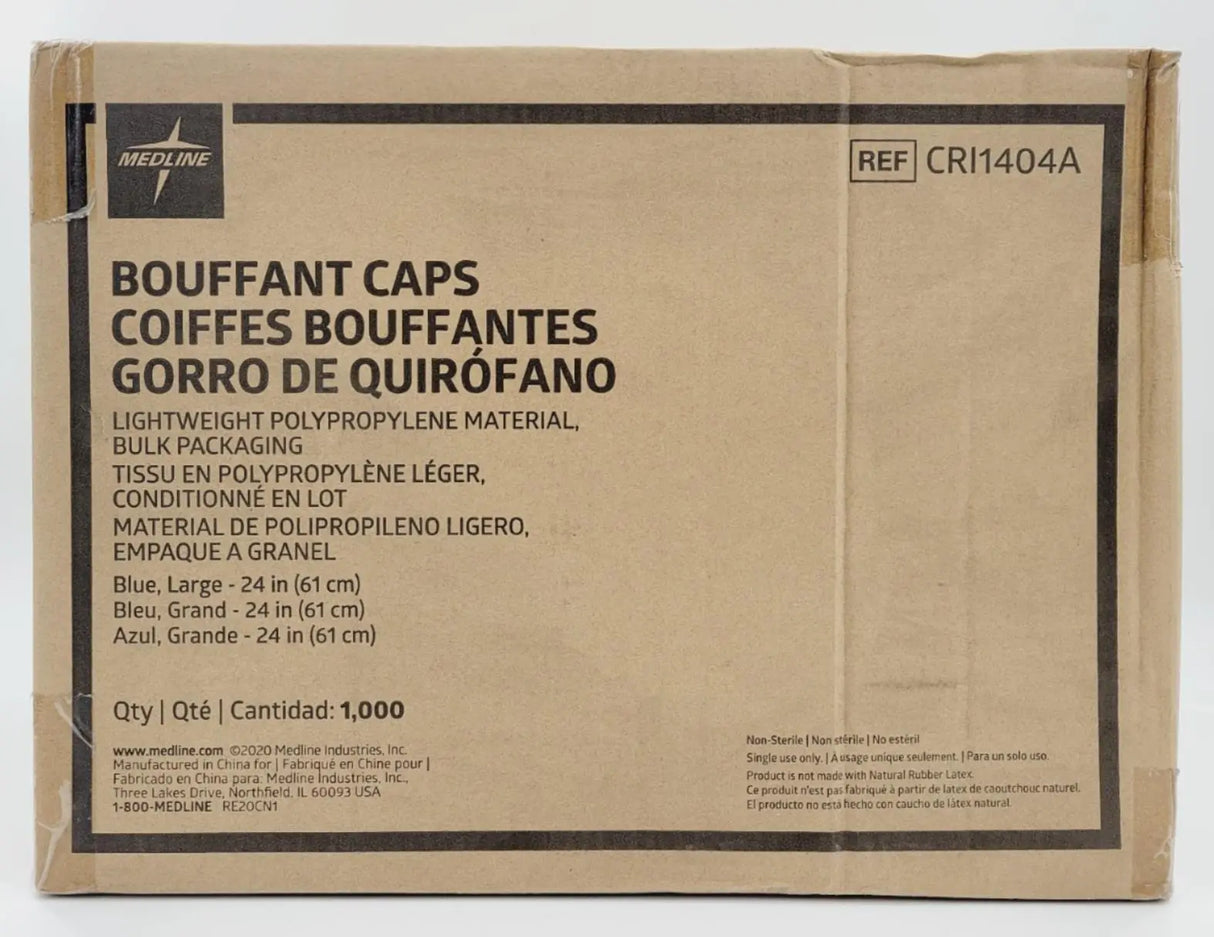 MEDLINE
REF CRI1404A
BOUFFANT CAPS
COIFFES BOUFFANTES
GORRO DE QUIRÓFANO
LIGHTWEIGHT POLYPROPYLENE MATERIAL,
BULK PACKAGING
TISSU EN POLYPROPYLÈNE LÉGER,
CONDITIONNÉ EN LOT
MATERIAL DE POLIPROPILENO LIGERO,
EMPAQUE A GRANEL
Blue, Large - 24 in (61 cm)
Bleu, Grand - 24 in (61 cm)
Azul, Grande - 24 in (61 cm)
Qty | Qté | Cantidad: 1,000
www.medline.com ©2020 Medline Industries, Inc.
Manufactured in China for | Fabriqué en Chine pour |
Fabricado en China para: Medline Industries, Inc.,
Three Lakes Drive, Northfield, IL 60093 USA
1-800-MEDLINE RE20CN1
Non-Sterile | Non stérile | No estéril
Single use only. | À usage unique seulement. | Para un solo uso.
Product is not made with Natural Rubber Latex.
Ce produit n'est pas fabriqué à partir de latex de caoutchouc naturel.
El producto no está hecho con caucho de látex natural.